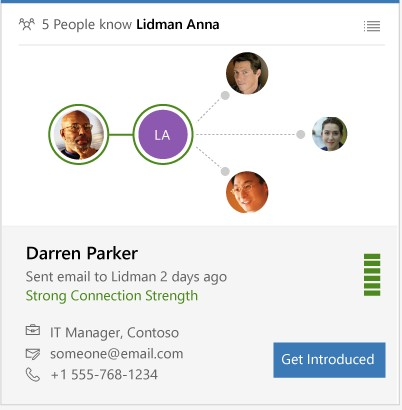 5 People know Lidman Anna
LA
Darren Parker
Sent email to Lidman 2 days ago
Strong Connection Strength
IT Manager, Contoso
someone@email.com
+1 555-768-1234
Get Introduced